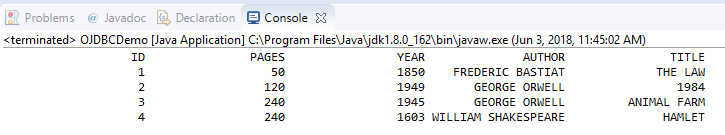 Problems @ Javadoc Declaration Console
<terminated> OJDBCDemo [Java Application] C:\Program Files\Java\jdk1.8.0_162\bin\javaw.exe (Jun 3, 2018, 11:45:02 AM)
ID PAGES YEAR AUTHOR TITLE
1 50 1850 FREDERIC BASTIAT THE LAW
2 120 1949 GEORGE ORWELL 1984
3 240 1945 GEORGE ORWELL ANIMAL FARM
4 240 1603 WILLIAM SHAKESPEARE HAMLET